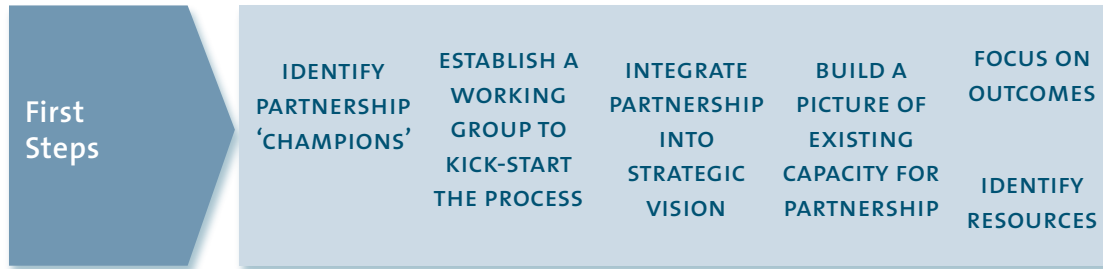 First
Steps
IDENTIFY
PARTNERSHIP
‘CHAMPIONS’
ESTABLISH A
WORKING
GROUP TO
KICK-START
THE PROCESS
INTEGRATE
PARTNERSHIP
INTO
STRATEGIC
VISION
BUILD A
PICTURE OF
EXISTING
CAPACITY FOR
PARTNERSHIP
FOCUS ON
OUTCOMES
IDENTIFY
RESOURCES